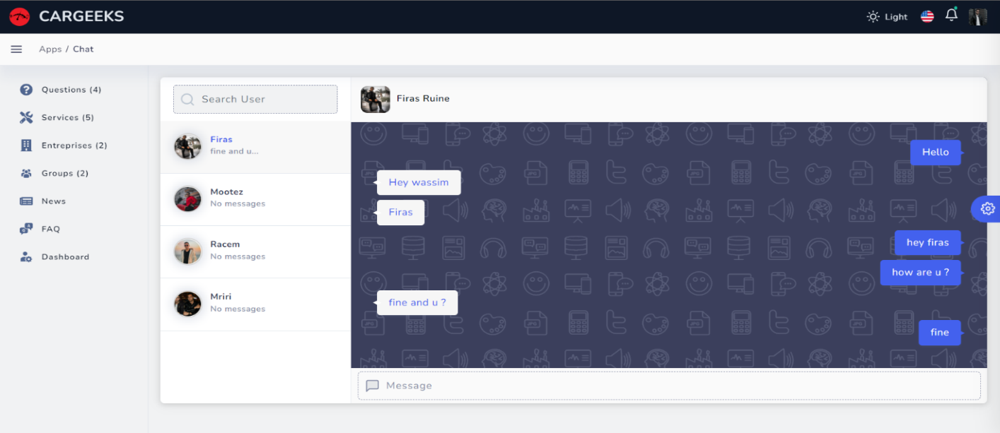 CARGEEKS
Light
Apps / Chat
Questions (4)
Services (5)
Entreprises (2)
Groups (2)
News
FAQ
Dashboard
Search User
Firas
fine and u...
Mootez
No messages
Racem
No messages
Mriri
No messages
Firas Ruine
Hello
Hey wassim
Firas
hey firas
how are u ?
fine and u ?
fine
Message